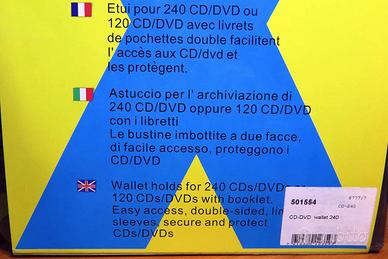 Etui pour 240 CD/DVD ou
120 CD/DVD avec livrets
de pochettes double facilitent
l'accès aux CD/dvd et
les protègent.
Astuccio per l'archiviazione di
240 CD/DVD oppure 120 CD/DVD
con i libretti
Le bustine imbottite a due facce,
di facile accesso, proteggono i
CD/DVD
Wallet holds for 240 CDs/DVDs or
120 CDs/DVDs with booklet.
Easy access, double-sided,
sleeves, secure and protect
CDs/DVDs
501554
CD-240
CD-DVD wallet 240